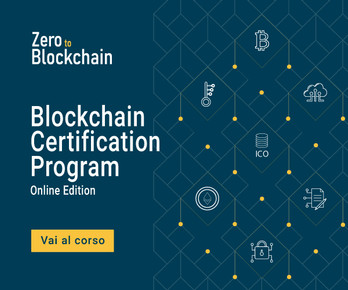 Zero to
Blockchain
Blockchain
Certification
Program
Online Edition
Vai al corso
ICO